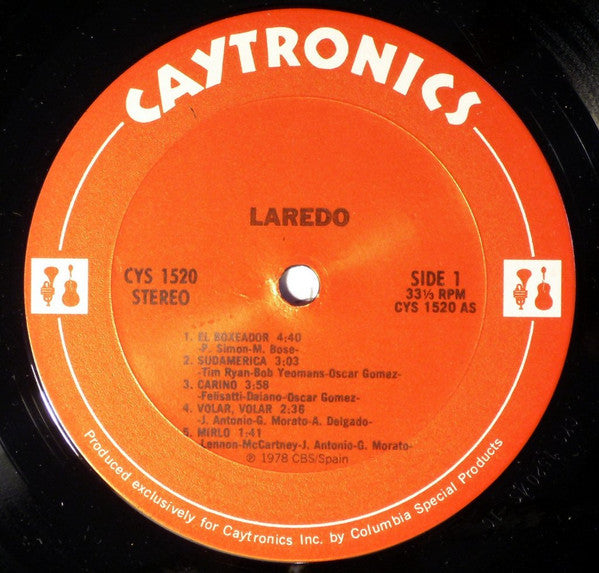 CAYTRONICS
LAREDO
CYS 1520
STEREO
SIDE 1
33⅓ RPM
CYS 1520 AS
1. EL BOXEADOR 4:40
-P. Simon-M. Bose-
2. SUDAMERICA 3:03
-Tim Ryan-Bob Yeomans-Oscar Gomez-
3. CARINO 3:58
-Felisatti-Daiano-Oscar Gomez-
4. VOLAR, VOLAR 2:36
-J. Antonio-G. Morato-A. Delgado-
5. MIRLO 1:41
-Lennon-McCartney-J. Antonio-G. Morato-
℗ 1978 CBS/Spain
Produced exclusively for Caytronics Inc. by Columbia Special Products